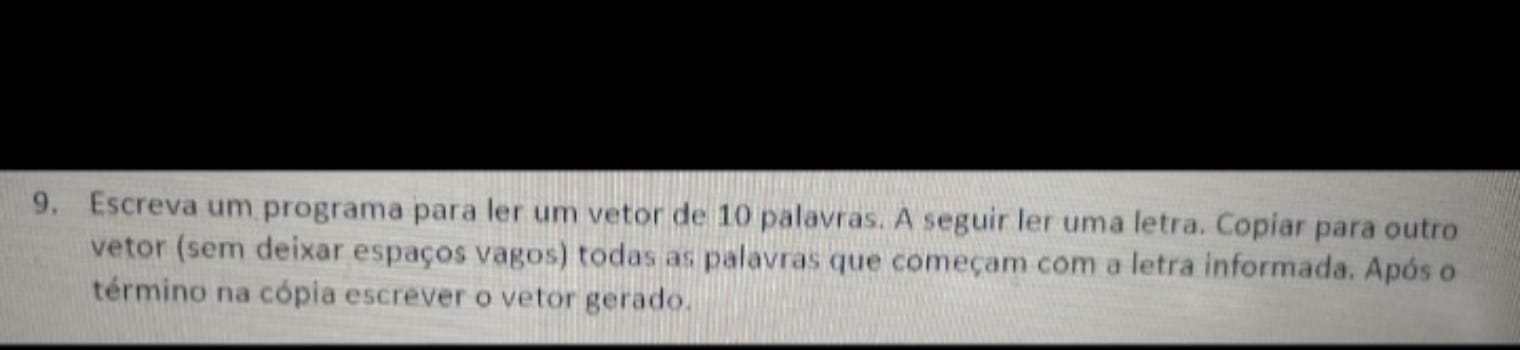 9. Escreva um programa para ler um vetor de 10 palavras. A seguir ler uma letra. Copiar para outro
vetor (sem deixar espaços vagos) todas as palavras que começam com a letra informada. Após o
término na cópia escrever o vetor gerado.